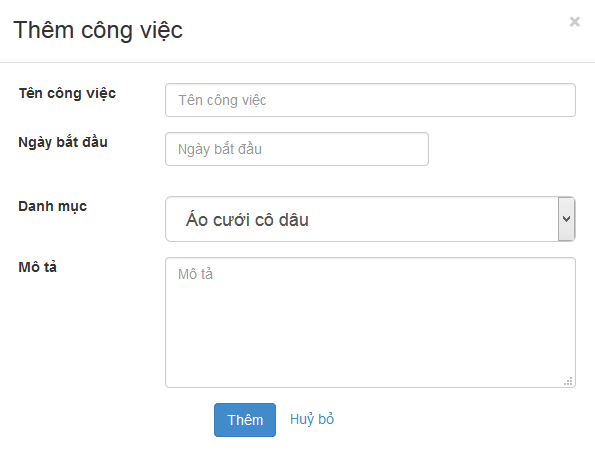 Thêm công việc
×
Tên công việc
Tên công việc
Ngày bắt đầu
Ngày bắt đầu
Danh mục
Áo cưới cô dâu
Mô tả
Mô tả
Thêm
Huỷ bỏ